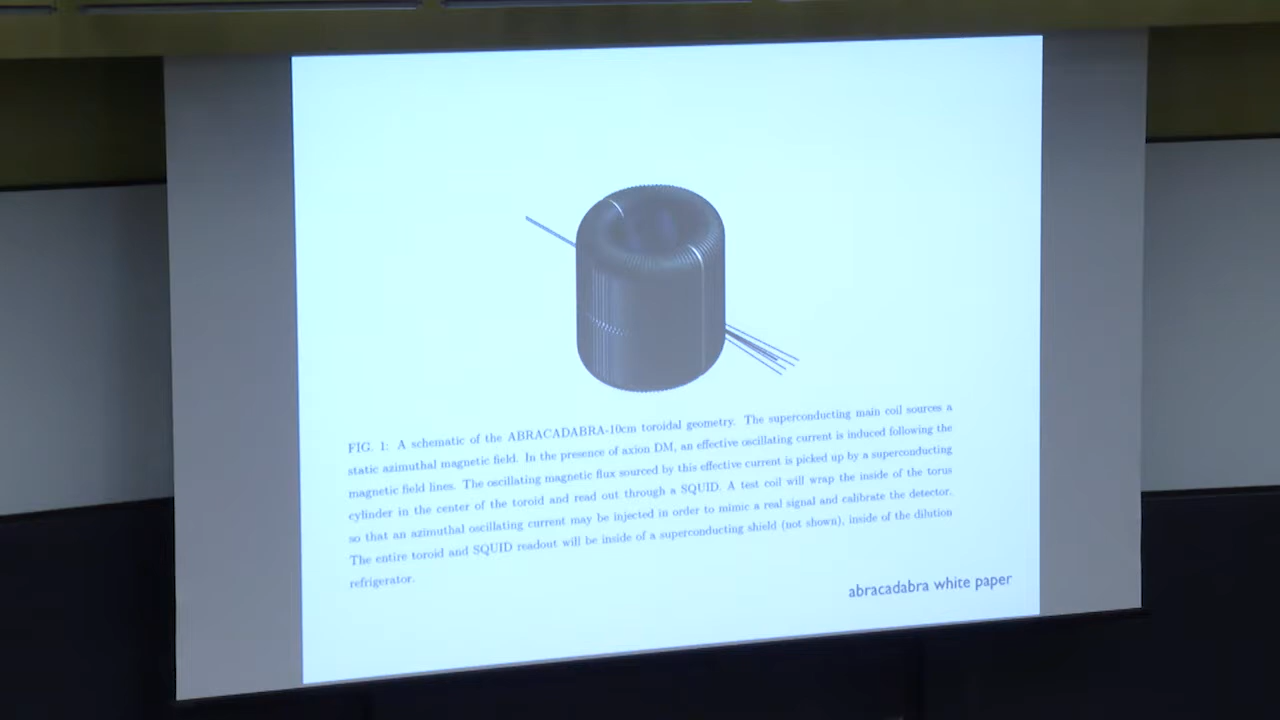 FIG. 1: A schematic of the ABRACADABRA-10cm toroidal geometry. The superconducting main coil sources a
static azimuthal magnetic field. In the presence of axion DM, an effective oscillating current is induced following the
magnetic field lines. The oscillating magnetic flux sourced by this effective current is picked up by a superconducting
cylinder in the center of the toroid and read out through a SQUID. A test coil will wrap the inside of the torus
so that an azimuthal oscillating current may be injected in order to mimic a real signal and calibrate the detector.
The entire toroid and SQUID readout will be inside of a superconducting shield (not shown), inside of the dilution
refrigerator.
abracadabra white paper